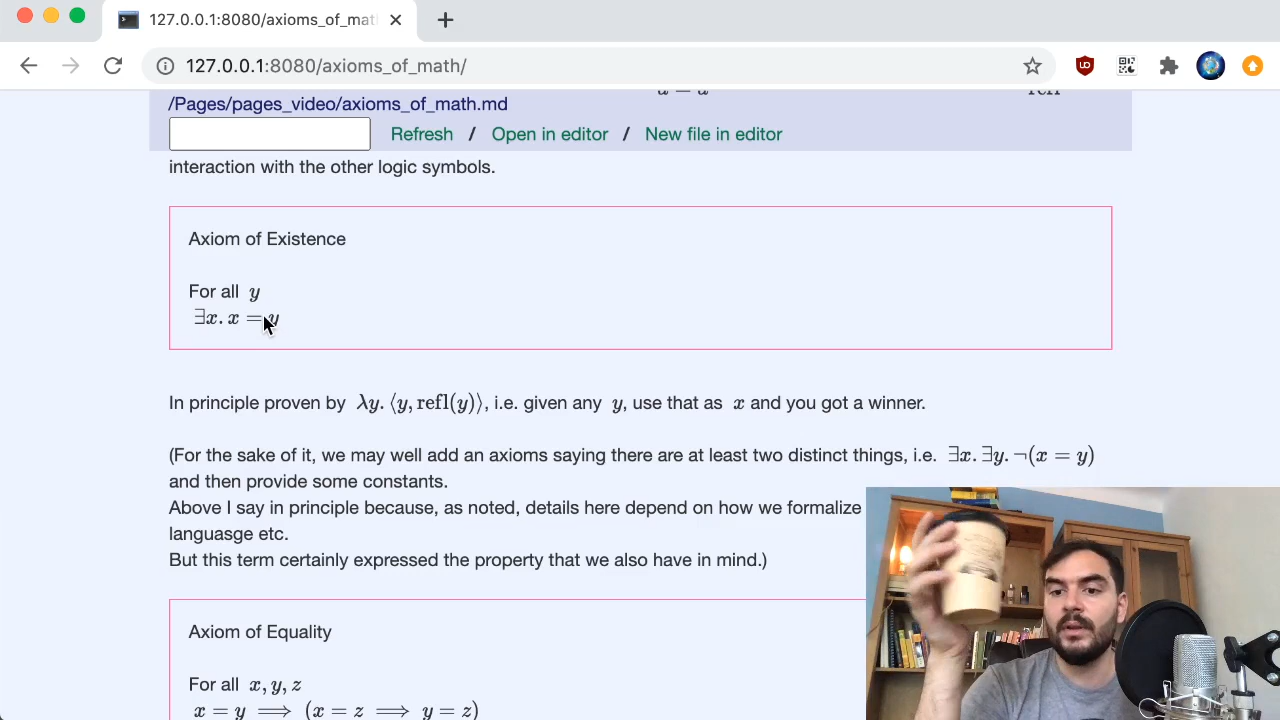 127.0.0.1:8080/axioms_of_mat
127.0.0.1:8080/axioms_of_math/
/Pages/pages_video/axioms_of_math.md
Refresh / Open in editor / New file in editor
interaction with the other logic symbols.
Axiom of Existence
For all y
∃x. x = y
In principle proven by λy. ⟨y, refl(y)⟩, i.e. given any y, use that as x and you got a winner.
(For the sake of it, we may well add an axioms saying there are at least two distinct things, i.e. ∃x. ∃y. ¬(x = y)
and then provide some constants.
Above I say in principle because, as noted, details here depend on how we formalize
languasge etc.
But this term certainly expressed the property that we also have in mind.)
Axiom of Equality
For all x, y, z
x = y ⟹ (x = z ⟹ y = z)